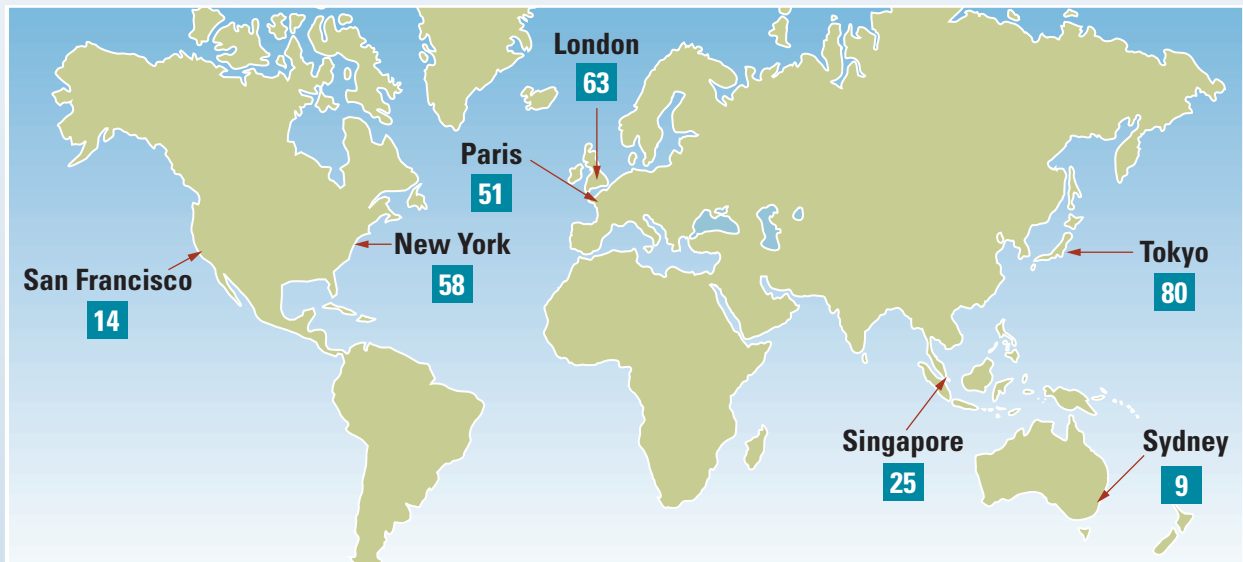 London
63
Paris
51
New York
58
San Francisco
14
Tokyo
80
Singapore
25
Sydney
9